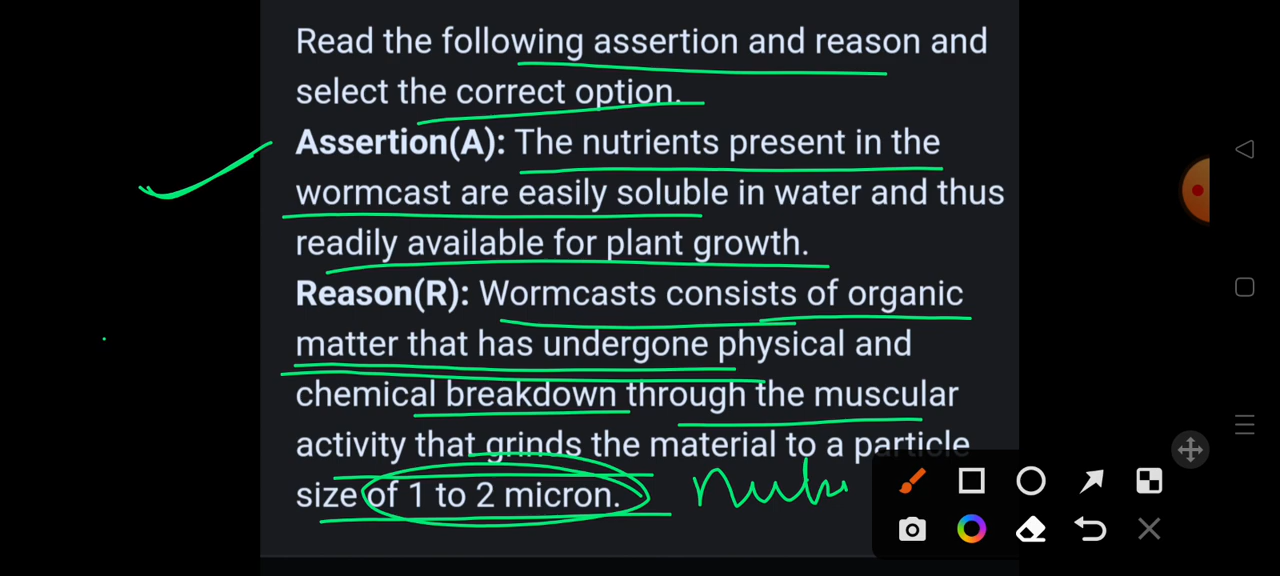 Read the following assertion and reason and
select the correct option.
Assertion(A): The nutrients present in the
wormcast are easily soluble in water and thus
readily available for plant growth.
Reason(R): Wormcasts consists of organic
matter that has undergone physical and
chemical breakdown through the muscular
activity that grinds the material to a particle
size of 1 to 2 micron.